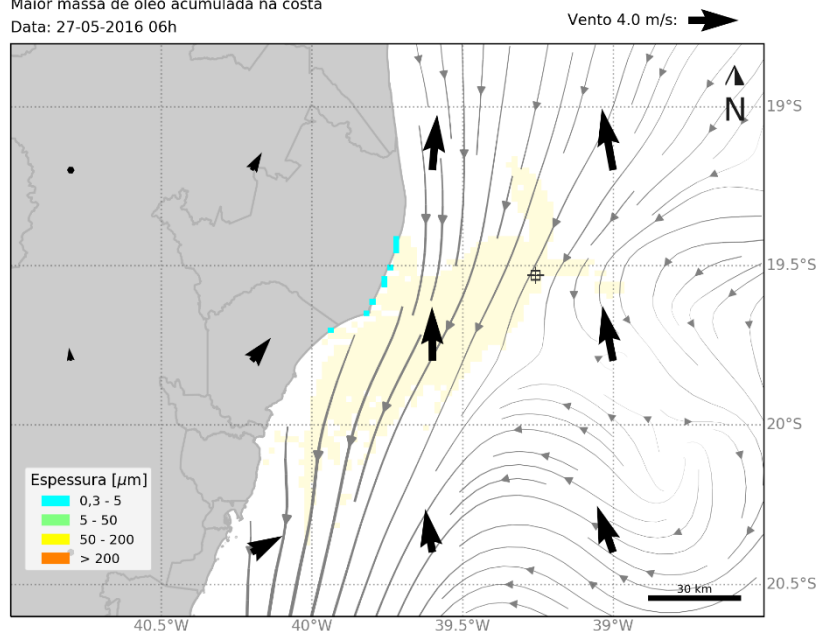 Maior massa de óleo acumulada na costa
Data: 27-05-2016 06h
Vento 4.0 m/s:
N
19°S
19.5°S
20°S
20.5°S
Espessura [μm]
0,3 - 5
5 - 50
50 - 200
> 200
30 km
40.5°W
40°W
39.5°W
39°W